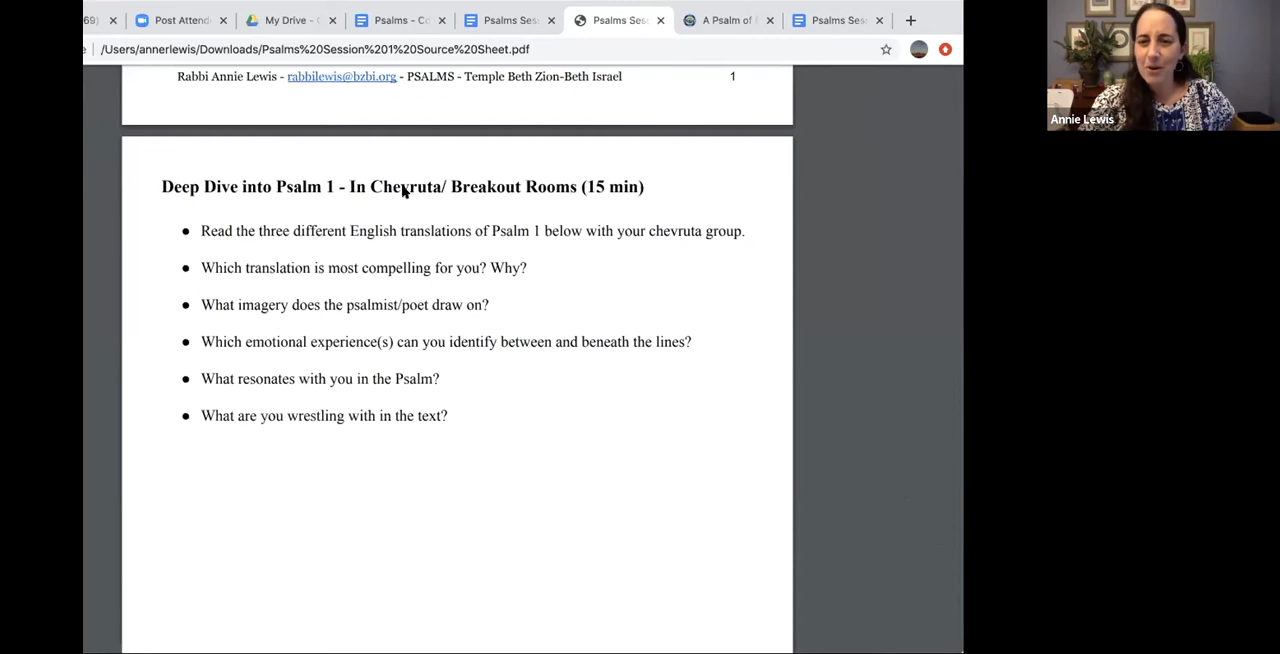 69)
Post Attend
My Drive -
Psalms - Co
Psalms Ses
Psalms Ses
A Psalm of
Psalms Ses
/Users/annerlewis/Downloads/Psalms%20Session%201%20Source%20Sheet.pdf
Rabbi Annie Lewis - rabbilewis@bzbi.org - PSALMS - Temple Beth Zion-Beth Israel 1
Annie Lewis
Deep Dive into Psalm 1 - In Chevruta/ Breakout Rooms (15 min)
● Read the three different English translations of Psalm 1 below with your chevruta group.
● Which translation is most compelling for you? Why?
● What imagery does the psalmist/poet draw on?
● Which emotional experience(s) can you identify between and beneath the lines?
● What resonates with you in the Psalm?
● What are you wrestling with in the text?